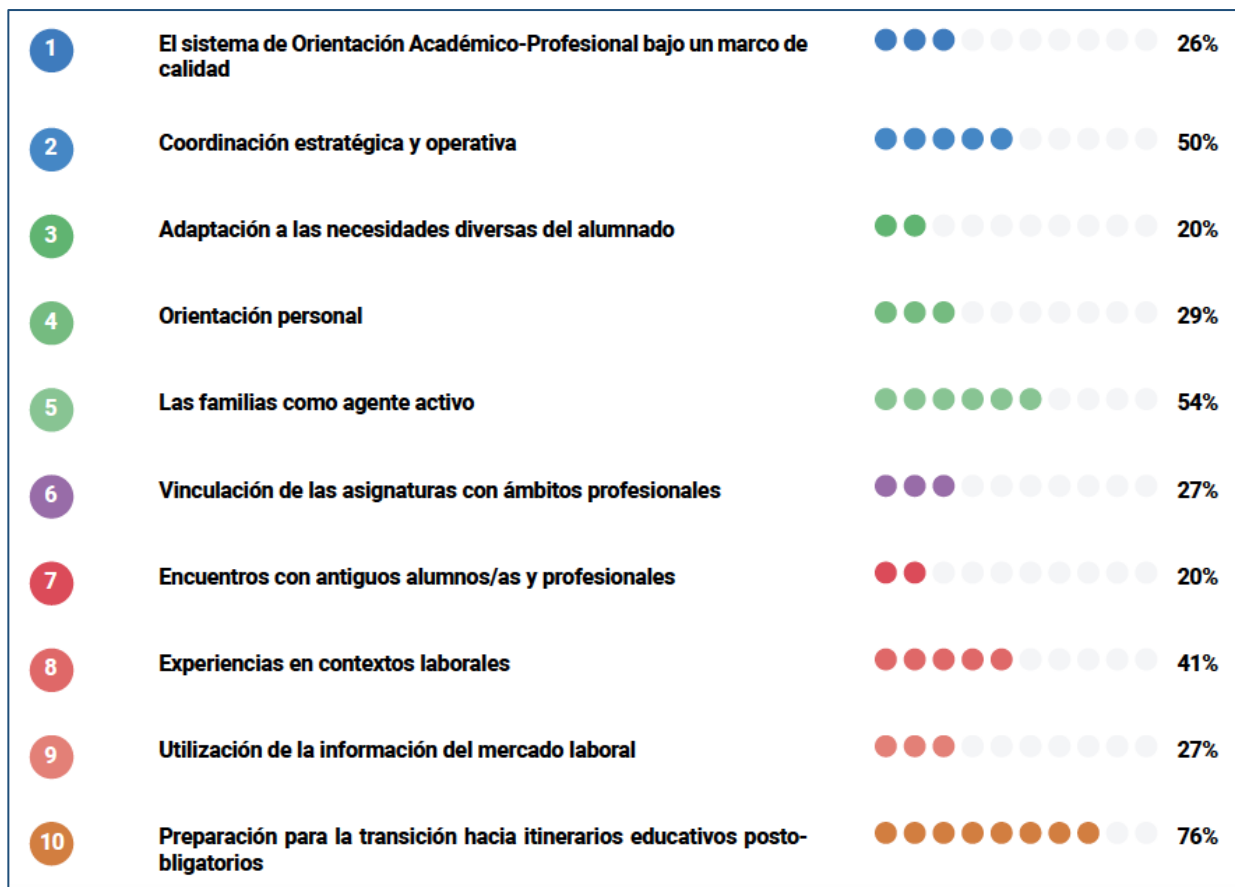 1
El sistema de Orientación Académico-Profesional bajo un marco de
calidad
26%
2
Coordinación estratégica y operativa
50%
3
Adaptación a las necesidades diversas del alumnado
20%
4
Orientación personal
29%
5
Las familias como agente activo
54%
6
Vinculación de las asignaturas con ámbitos profesionales
27%
7
Encuentros con antiguos alumnos/as y profesionales
20%
8
Experiencias en contextos laborales
41%
9
Utilización de la información del mercado laboral
27%
10
Preparación para la transición hacia itinerarios educativos posto-
bligatorios
76%